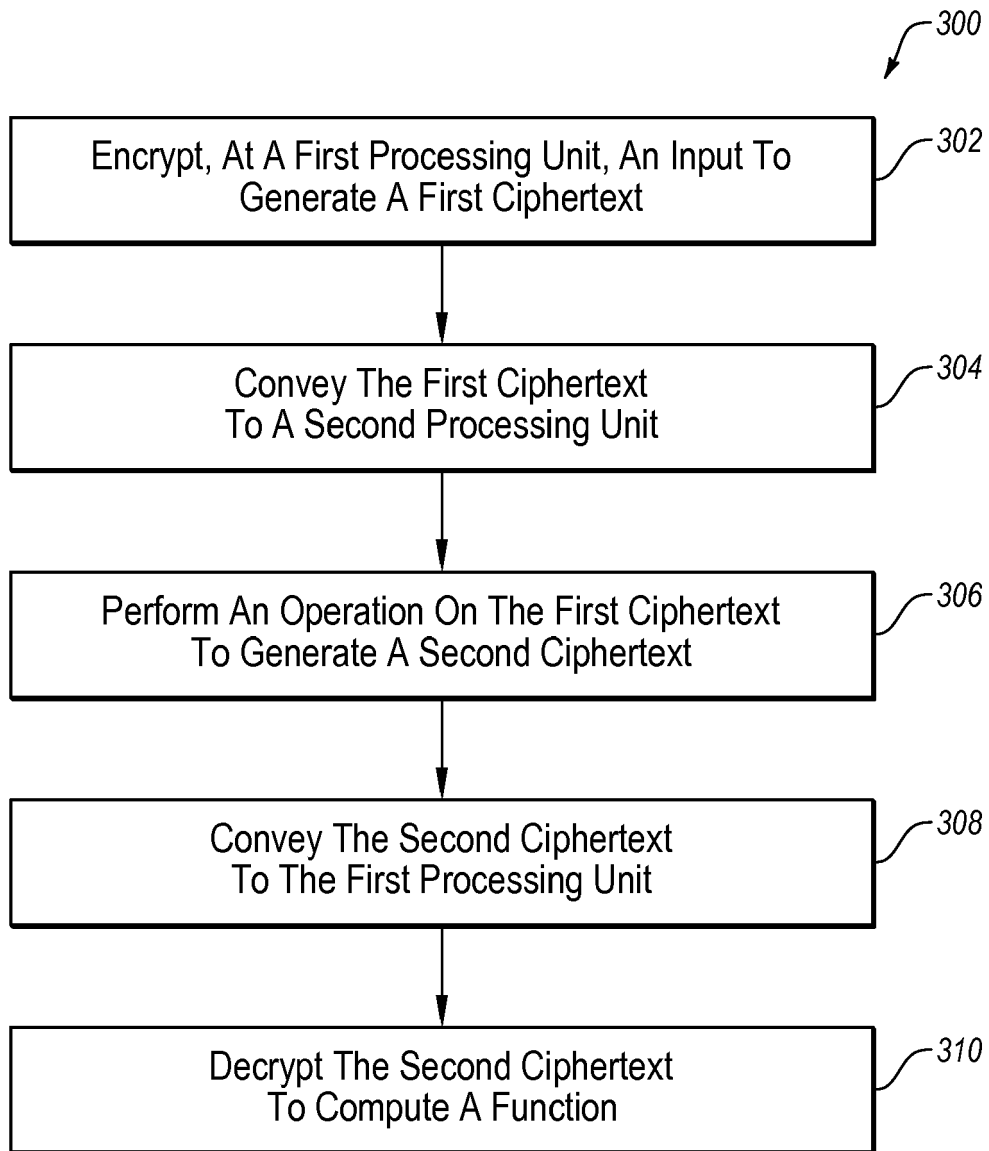 300
Encrypt, At A First Processing Unit, An Input To
Generate A First Ciphertext
302
Convey The First Ciphertext
To A Second Processing Unit
304
Perform An Operation On The First Ciphertext
To Generate A Second Ciphertext
306
Convey The Second Ciphertext
To The First Processing Unit
308
Decrypt The Second Ciphertext
To Compute A Function
310